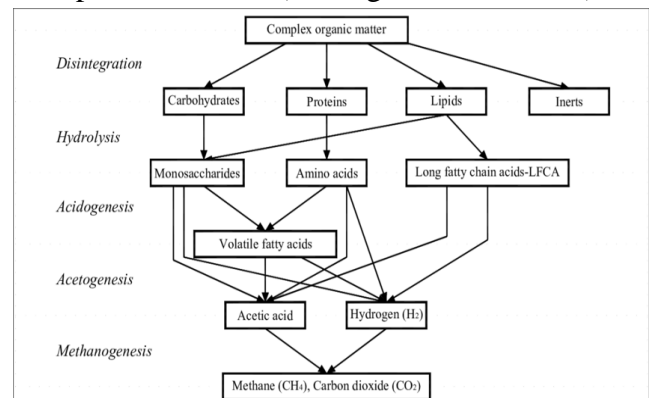 Complex organic matter
Disintegration
Carbohydrates Proteins Lipids Inerts
Hydrolysis
Monosaccharides Amino acids Long fatty chain acids-LFCA
Acidogenesis
Volatile fatty acids
Acetogenesis
Acetic acid Hydrogen (H₂)
Methanogenesis
Methane (CH₄), Carbon dioxide (CO₂)